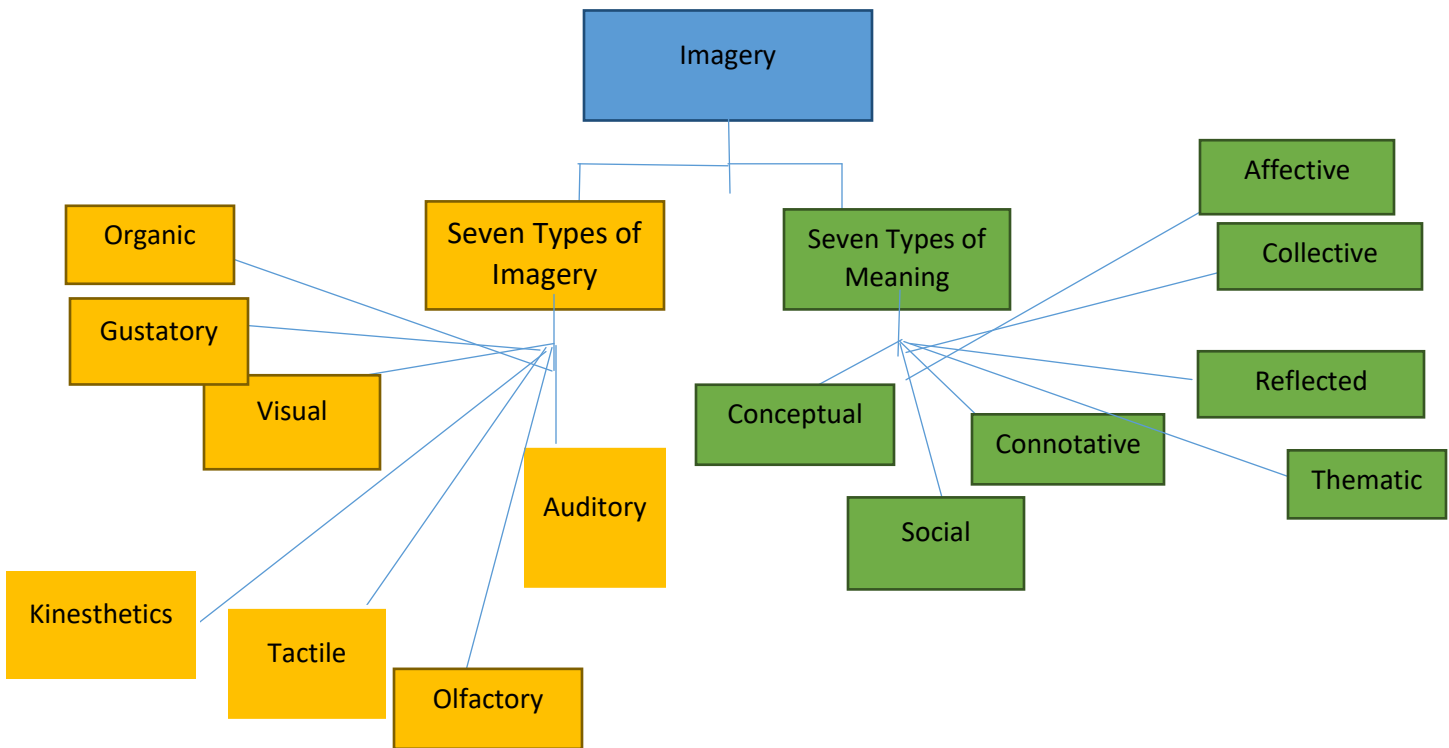 Imagery
Seven Types of
Imagery
Organic
Gustatory
Visual
Auditory
Kinesthetics
Tactile
Olfactory
Seven Types of
Meaning
Affective
Collective
Reflected
Conceptual
Connotative
Thematic
Social